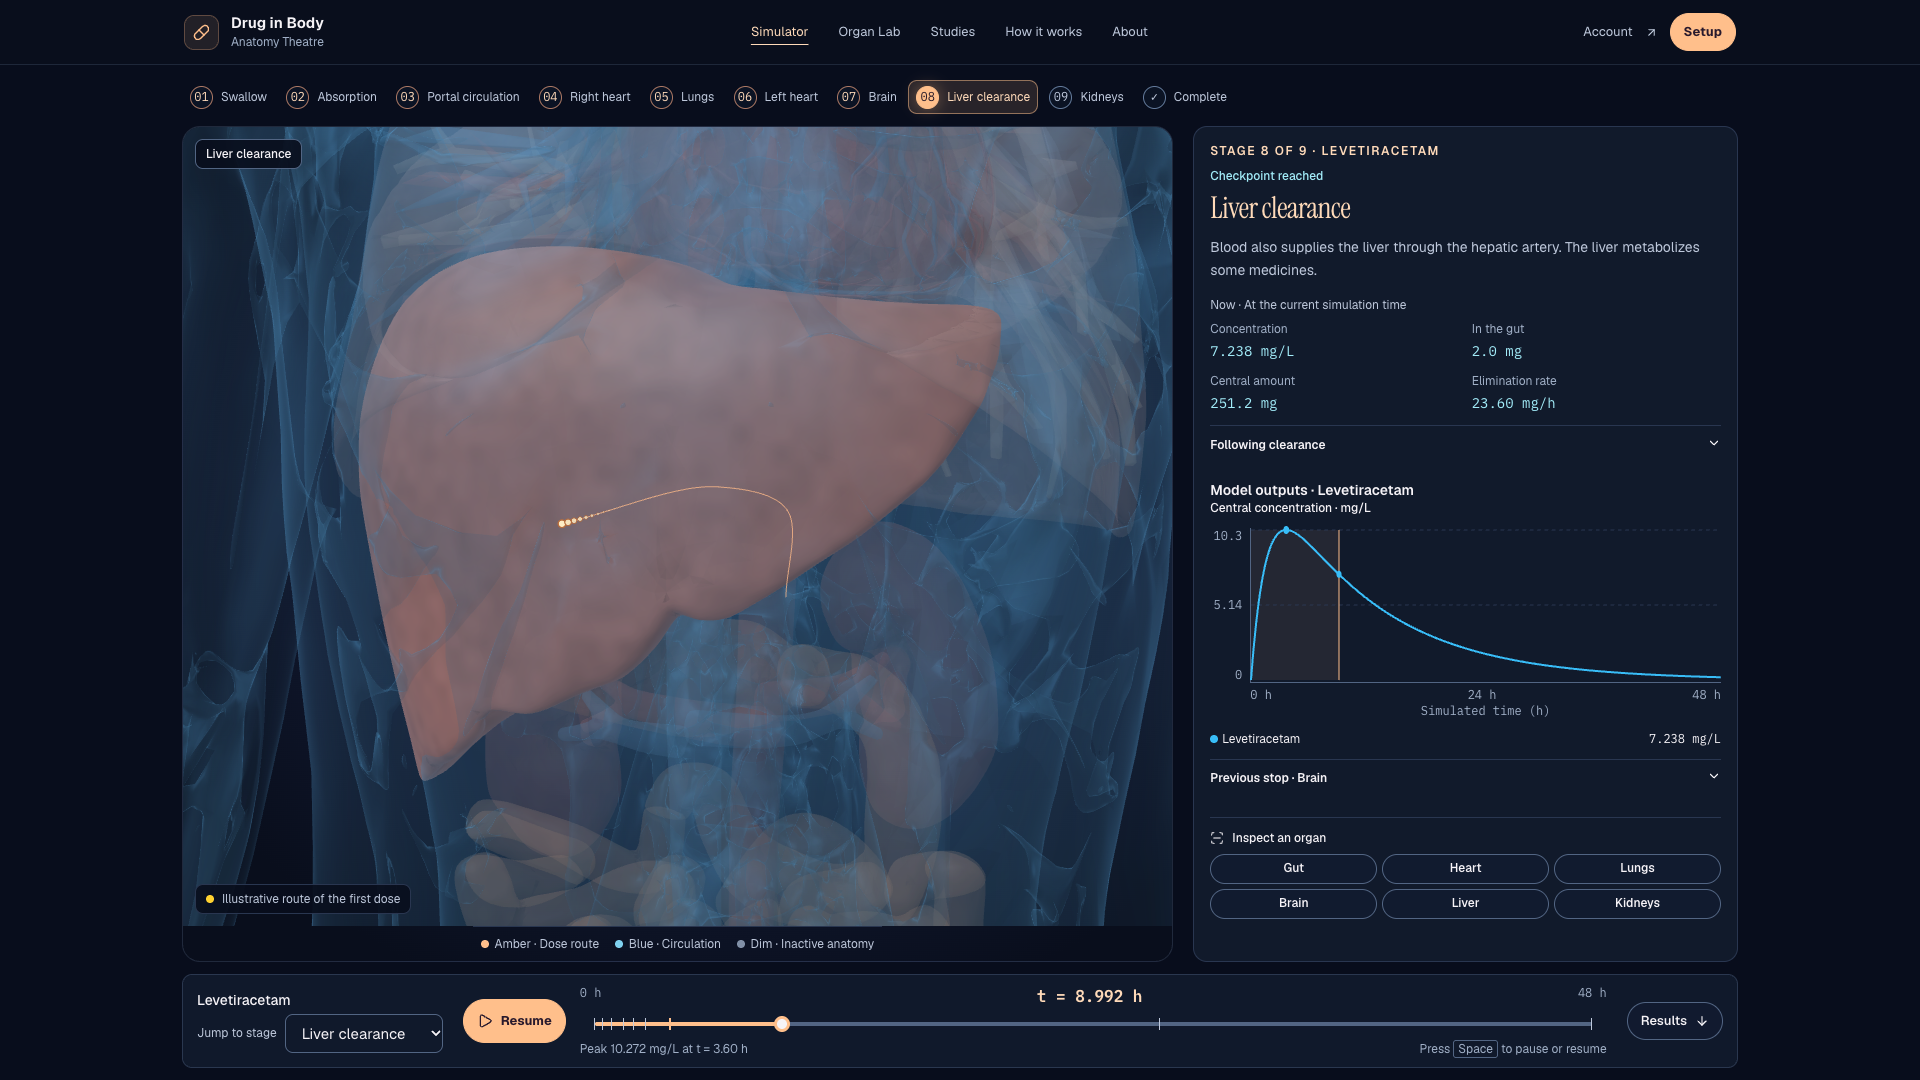 Drug in Body
Anatomy Theatre
Simulator
Organ Lab
Studies
How it works
About
Account
Setup
01 Swallow
02 Absorption
03 Portal circulation
04 Right heart
05 Lungs
06 Left heart
07 Brain
08 Liver clearance
09 Kidneys
✓ Complete
Liver clearance
Illustrative route of the first dose
Amber · Dose route
Blue · Circulation
Dim · Inactive anatomy
STAGE 8 OF 9 · LEVETIRACETAM
Checkpoint reached
Liver clearance
Blood also supplies the liver through the hepatic artery. The liver metabolizes
some medicines.
Now · At the current simulation time
Concentration
7.238 mg/L
In the gut
2.0 mg
Central amount
251.2 mg
Elimination rate
23.60 mg/h
Following clearance
Model outputs · Levetiracetam
Central concentration · mg/L
10.3
5.14
0
0 h
24 h
48 h
Simulated time (h)
Levetiracetam
7.238 mg/L
Previous stop · Brain
Inspect an organ
Gut
Heart
Lungs
Brain
Liver
Kidneys
Levetiracetam
Jump to stage
Liver clearance
Resume
0 h
t = 8.992 h
48 h
Peak 10.272 mg/L at t = 3.60 h
Press Space to pause or resume
Results ↓